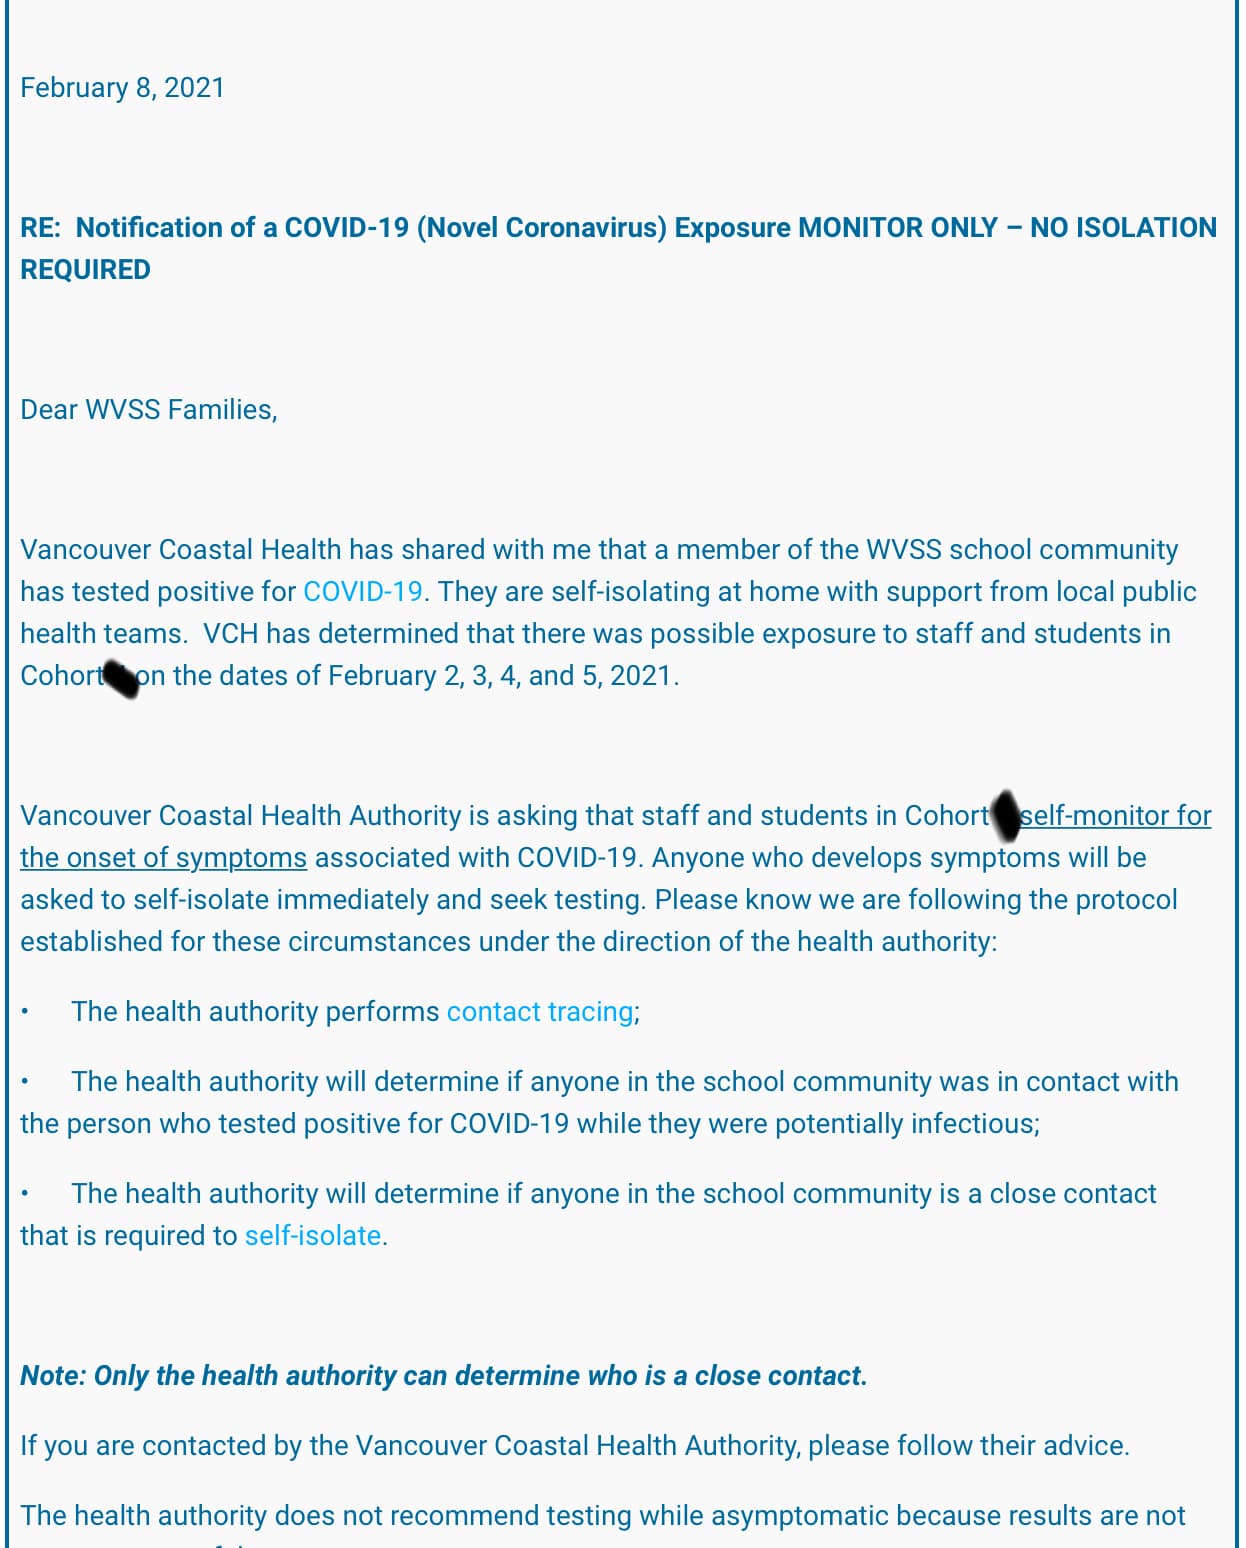 February 8, 2021
RE:  Notification of a COVID-19 (Novel Coronavirus) Exposure MONITOR ONLY – NO ISOLATION
REQUIRED
Dear WVSS Families,
Vancouver Coastal Health has shared with me that a member of the WVSS school community
has tested positive for COVID-19. They are self-isolating at home with support from local public
health teams.  VCH has determined that there was possible exposure to staff and students in
Cohort on the dates of February 2, 3, 4, and 5, 2021.
Vancouver Coastal Health Authority is asking that staff and students in Cohort self-monitor for
the onset of symptoms associated with COVID-19. Anyone who develops symptoms will be
asked to self-isolate immediately and seek testing. Please know we are following the protocol
established for these circumstances under the direction of the health authority:
• The health authority performs contact tracing;
• The health authority will determine if anyone in the school community was in contact with
the person who tested positive for COVID-19 while they were potentially infectious;
• The health authority will determine if anyone in the school community is a close contact
that is required to self-isolate.
Note: Only the health authority can determine who is a close contact.
If you are contacted by the Vancouver Coastal Health Authority, please follow their advice.
The health authority does not recommend testing while asymptomatic because results are not